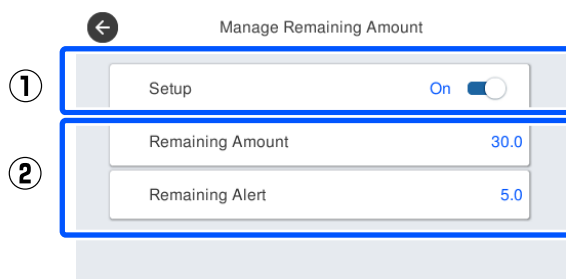 Manage Remaining Amount
①
Setup On
②
Remaining Amount 30.0
Remaining Alert 5.0